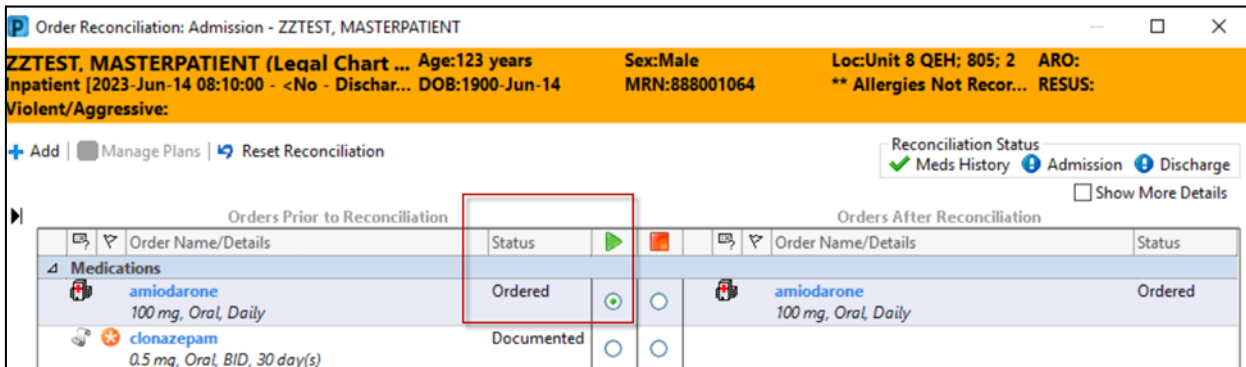 Order Reconciliation: Admission - ZZTEST, MASTERPATIENT
ZZTEST, MASTERPATIENT (Legal Chart ... Age:123 years Sex:Male Loc:Unit 8 QEH; 805; 2 ARO:
Inpatient [2023-Jun-14 08:10:00 - <No - Dischar... DOB:1900-Jun-14 MRN:888001064 ** Allergies Not Recor... RESUS:
Violent/Aggressive:
Add | Manage Plans | Reset Reconciliation
Reconciliation Status
Meds History Admission Discharge
Show More Details
Orders Prior to Reconciliation Orders After Reconciliation
Order Name/Details Status Order Name/Details Status
Medications
amiodarone Ordered amiodarone Ordered
100 mg, Oral, Daily 100 mg, Oral, Daily
clonazepam Documented
0.5 mg, Oral, BID, 30 day(s)